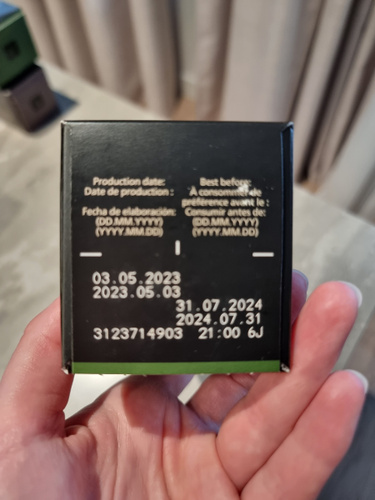 Production date:
Date de production :
Fecha de elaboración:
(DD.MM.YYYY)
(YYYY.MM.DD)
Best before:
À consommer de
préférence avant le :
Consumir antes de:
(DD.MM.YYYY)
(YYYY.MM.DD)
03.05.2023
2023.05.03
31.07.2024
2024.07.31
3123714903 21:00 6J